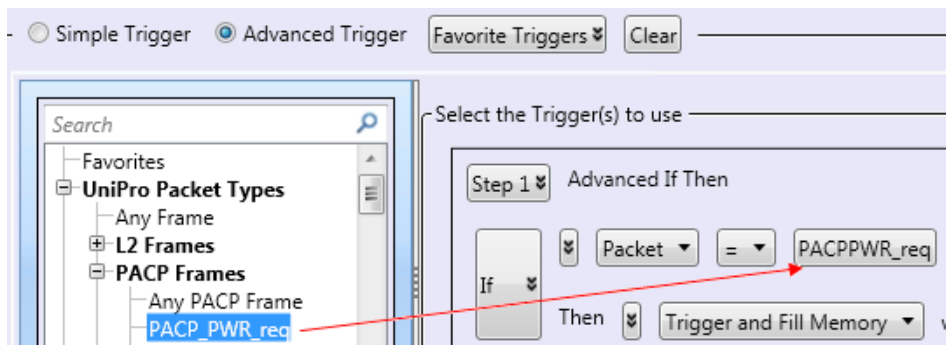 Simple Trigger Advanced Trigger Favorite Triggers Clear
Search
Favorites
UniPro Packet Types
Any Frame
L2 Frames
PACP Frames
Any PACP Frame
PACP_PWR_req
Select the Trigger(s) to use
Step 1 Advanced If Then
If Packet = PACPPWR_req
Then Trigger and Fill Memory